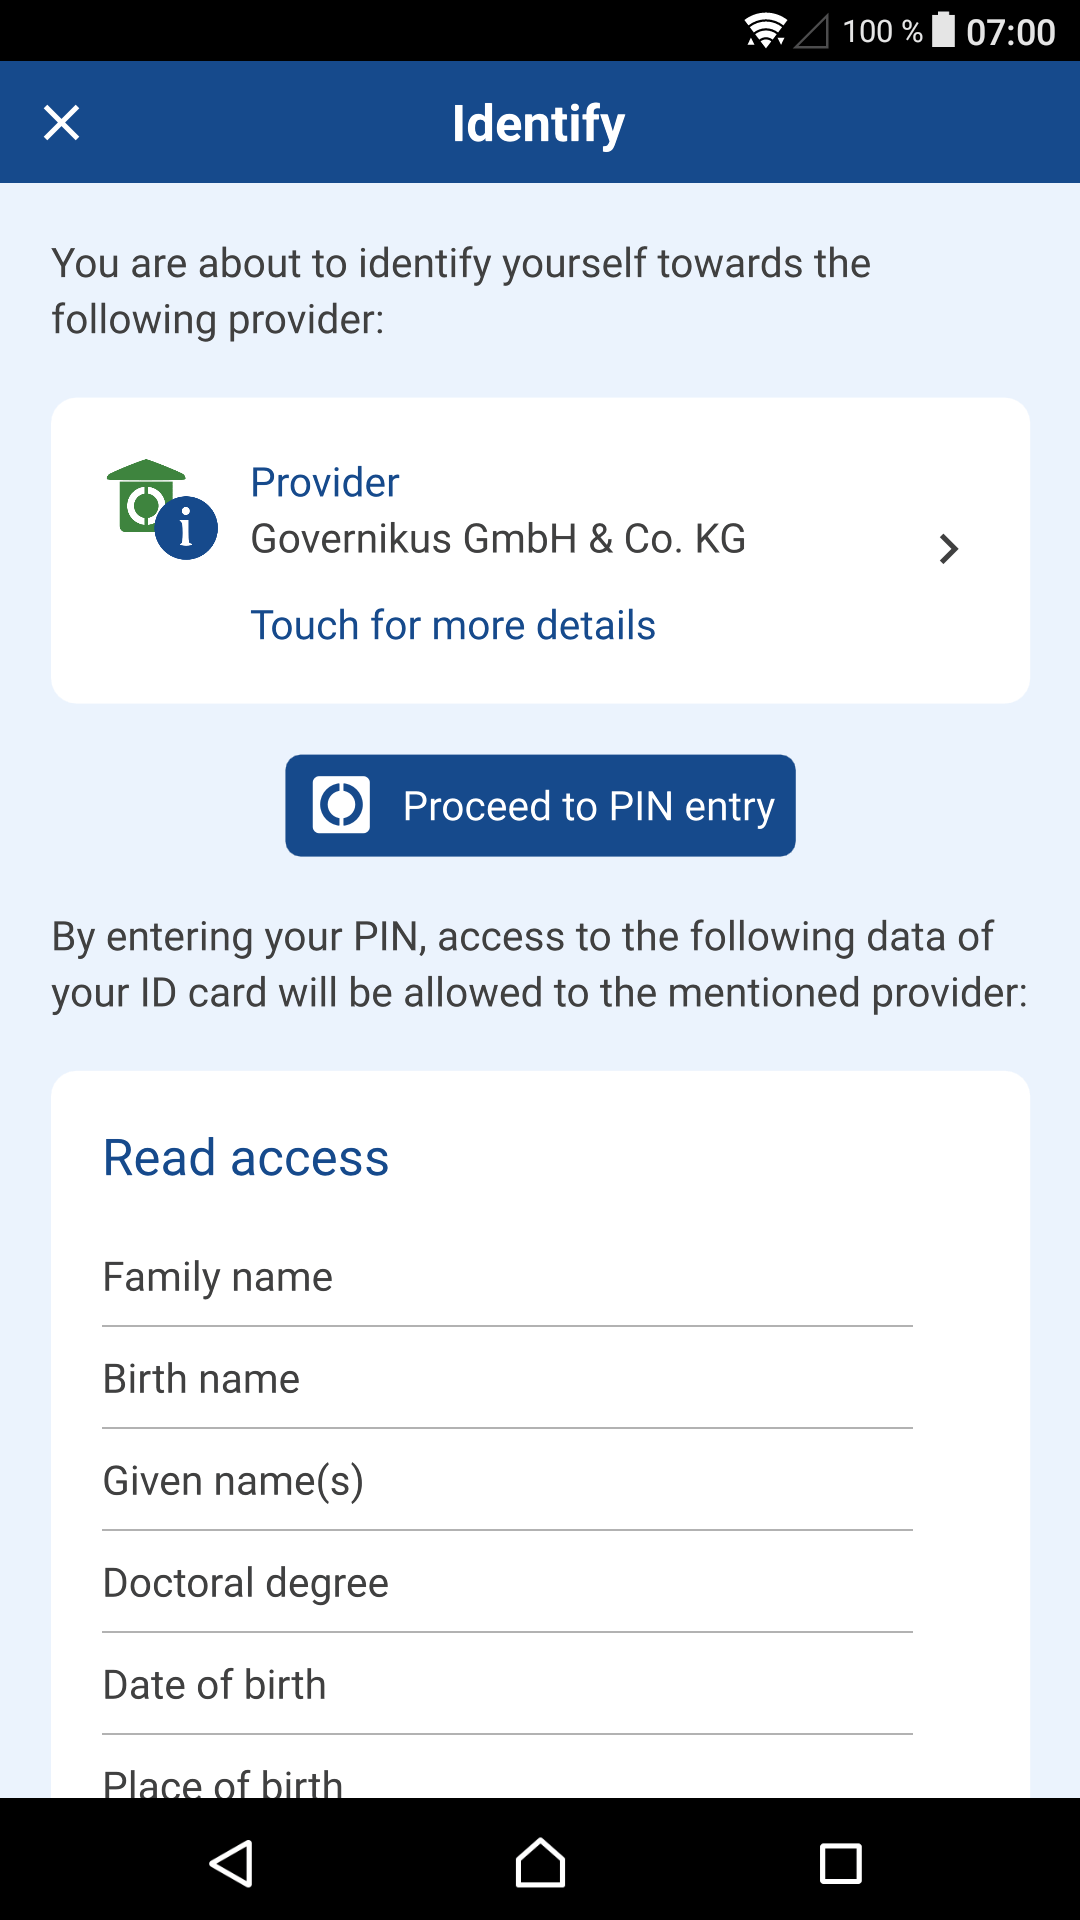 100 % 07:00
Identify
You are about to identify yourself towards the
following provider:
Provider
Governikus GmbH & Co. KG
Touch for more details
Proceed to PIN entry
By entering your PIN, access to the following data of
your ID card will be allowed to the mentioned provider:
Read access
Family name
Birth name
Given name(s)
Doctoral degree
Date of birth
Place of birth